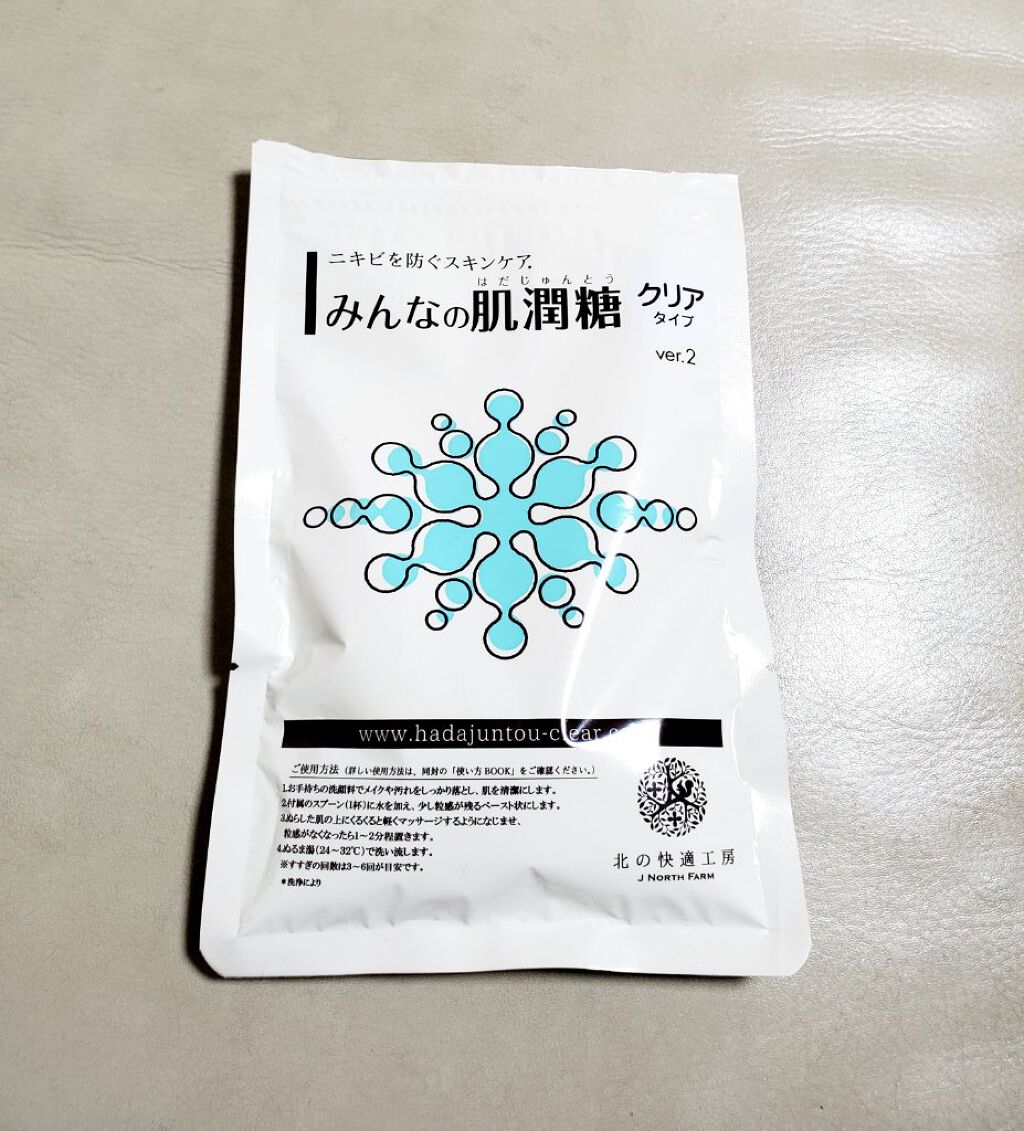 ニキビを防ぐスキンケア*
はだじゅんとう
みんなの肌潤糖
クリア
タイプ
ver.2
www.hadajuntou-clear.c
ご使用方法(詳しい使用方法は、同封の「使い方BOOK」をご確認ください。)
1.お手持ちの洗顔料でメイクや汚れをしっかり落とし、肌を清潔にします。
2.付属のスプーン(1杯)に水を加え、少し粒感が残るペースト状にします。
3.ぬらした肌の上にくるくると軽くマッサージするようになじませ、
粒感がなくなったら1〜2分程置きます。
4.ぬるま湯(24〜32℃)で洗い流します。
※すすぎの回数は3〜6回が目安です。
*洗浄により
北の快適工房
J NORTH FARM